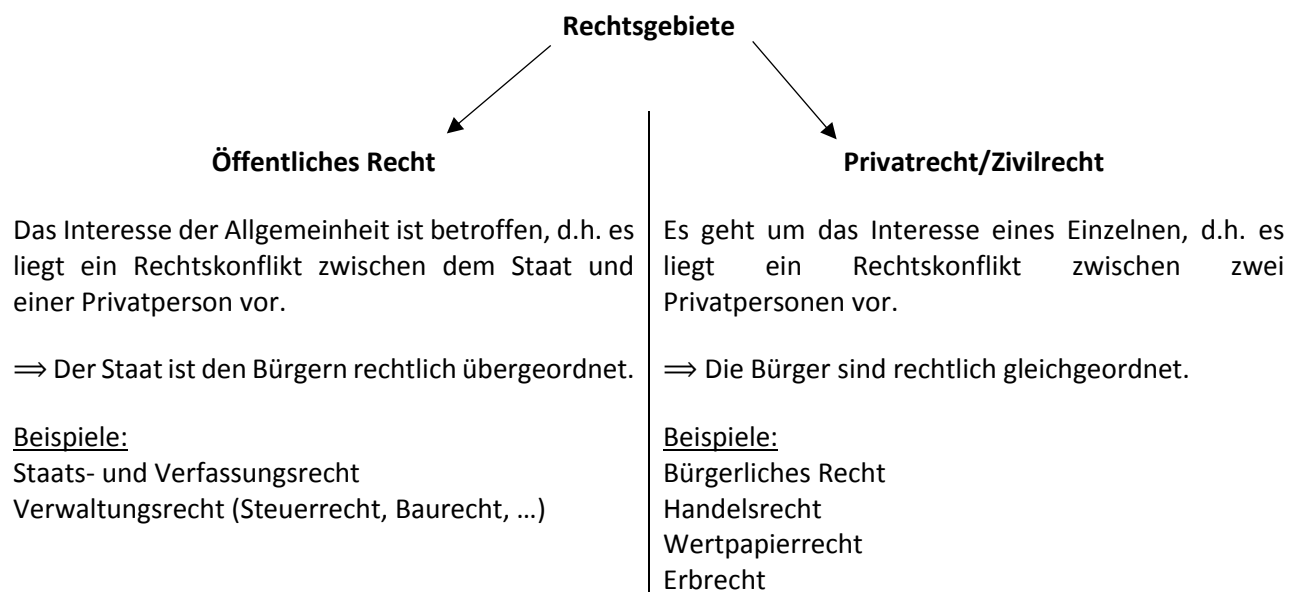 Rechtsgebiete
Öffentliches Recht
Das Interesse der Allgemeinheit ist betroffen, d.h. es
liegt ein Rechtskonflikt zwischen dem Staat und
einer Privatperson vor.
⟹ Der Staat ist den Bürgern rechtlich übergeordnet.
Beispiele:
Staats- und Verfassungsrecht
Verwaltungsrecht (Steuerrecht, Baurecht, …)
Privatrecht/Zivilrecht
Es geht um das Interesse eines Einzelnen, d.h. es
liegt ein Rechtskonflikt zwischen zwei
Privatpersonen vor.
⟹ Die Bürger sind rechtlich gleichgeordnet.
Beispiele:
Bürgerliches Recht
Handelsrecht
Wertpapierrecht
Erbrecht